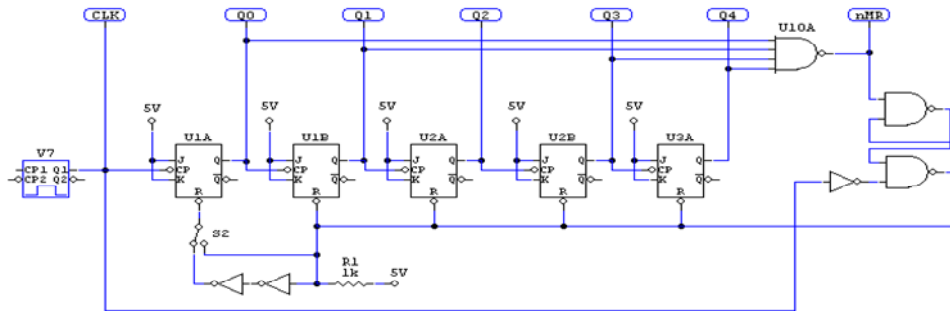 CLK Q0 Q1 Q2 Q3 Q4 nMR
U10A
5V 5V 5V 5V 5V
U1A U1B U2A U2B U3A
V7
J Q J Q J Q J Q J Q
CP1 Q1 CP CP CP CP CP
CP2 Q2 K Q K Q K Q K Q K Q
R R R R R
S2
R1
1k 5V